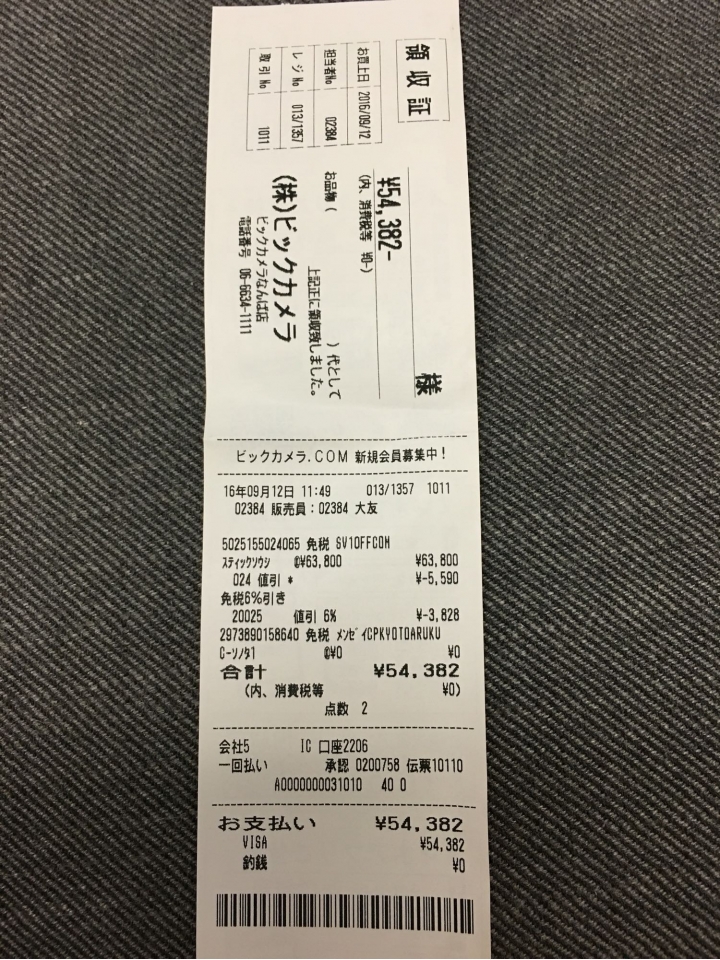 領収証
お買上日 2016/09/12
担当者No 02384
レジNo 013/1357
取引No 1011
様
¥54,382-
(内、消費税等 ¥0-)
お品物 ( ) 代として
上記正に領収致しました。
(株)ビックカメラ
ビックカメラなんば店
電話番号 06-6634-1111
ビックカメラ.COM 新規会員募集中!
16年09月12日 11:49 013/1357 1011
02384 販売員:02384 大友
5025155024065 免税 SV10FFCOM
スティックソウジ @¥63,800 ¥63,800
024 値引 * ¥-5,590
免税6%引き
20025 値引 6% ¥-3,828
2973890158640 免税 メンゼイCPKYOTOARUKU
C-ソノタ1 @¥0 ¥0
合計 ¥54,382
(内、消費税等 ¥0)
点数 2
会社5 IC 口座2206
一回払い 承認 0200758 伝票10110
A0000000031010 40 0
お支払い ¥54,382
VISA ¥54,382
釣銭 ¥0